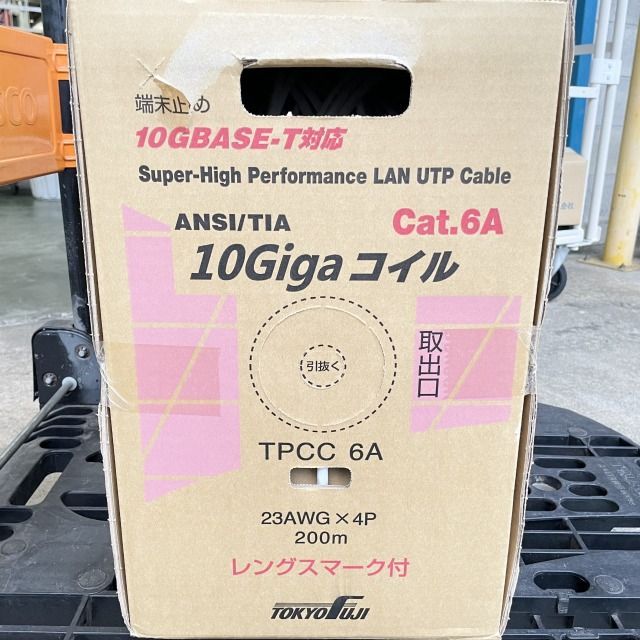 端末止め
10GBASE-T対応
Super-High Performance LAN UTP Cable
ANSI/TIA
Cat.6A
10Gigaコイル
取出口
引抜く
TPCC 6A
23AWG×4P
200m
レングスマーク付
TOKYO FUJI